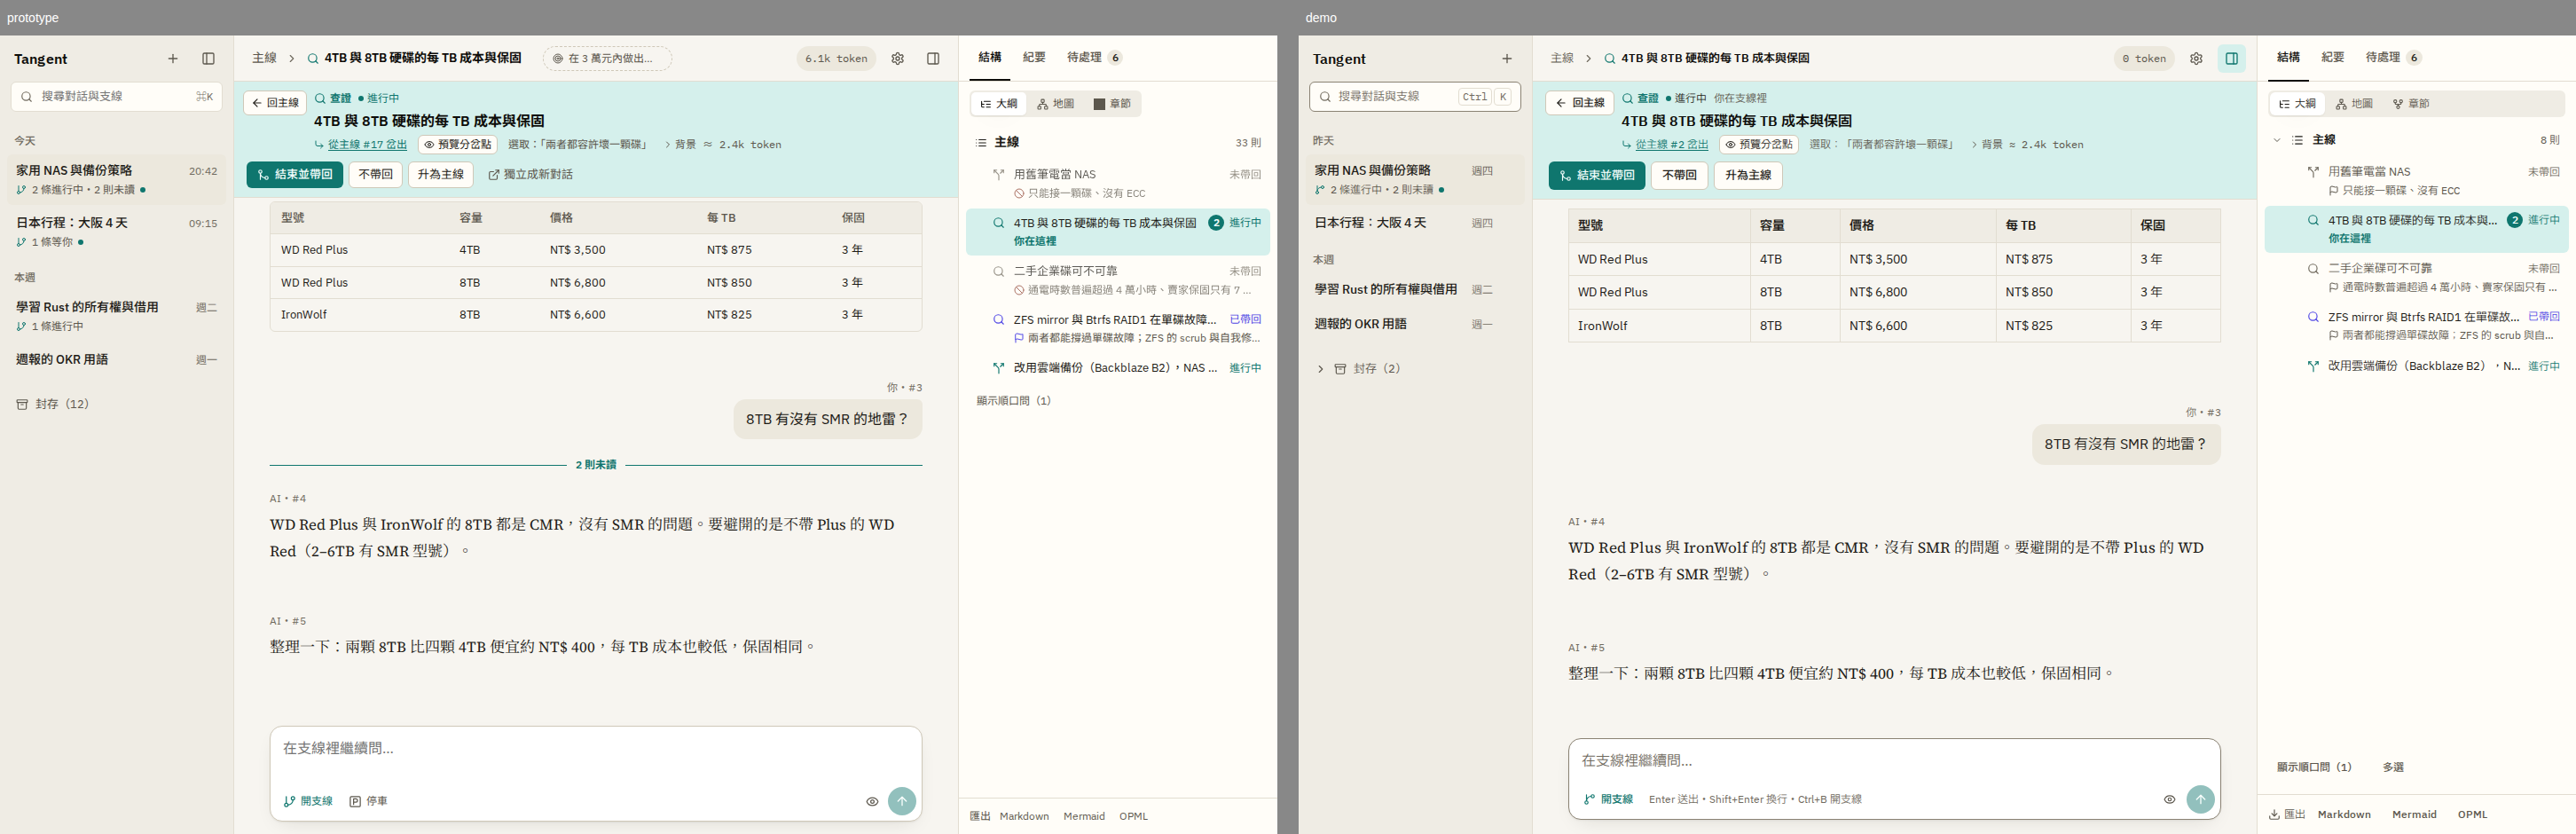 prototype
Tangent
搜尋對話與支線 ⌘K
今天
家用 NAS 與備份策略 20:42
2 條進行中・2 則未讀
日本行程：大阪 4 天 09:15
1 條等你
本週
學習 Rust 的所有權與借用 週二
1 條進行中
週報的 OKR 用語 週一
封存（12）
主線 > 4TB 與 8TB 硬碟的每 TB 成本與保固 在 3 萬元內做出... 6.1k token
回主線 查證 進行中
4TB 與 8TB 硬碟的每 TB 成本與保固
從主線 #17 岔出 預覽分岔點 選取：「兩者都容許壞一顆碟」 背景 ≈ 2.4k token
結束並帶回 不帶回 升為主線 獨立成新對話
型號 容量 價格 每 TB 保固
WD Red Plus 4TB NT$ 3,500 NT$ 875 3 年
WD Red Plus 8TB NT$ 6,800 NT$ 850 3 年
IronWolf 8TB NT$ 6,600 NT$ 825 3 年
你・#3
8TB 有沒有 SMR 的地雷？
2 則未讀
AI・#4
WD Red Plus 與 IronWolf 的 8TB 都是 CMR，沒有 SMR 的問題。要避開的是不帶 Plus 的 WD
Red（2–6TB 有 SMR 型號）。
AI・#5
整理一下：兩顆 8TB 比四顆 4TB 便宜約 NT$ 400，每 TB 成本也較低，保固相同。
在支線裡繼續問…
開支線 停車
結構 紀要 待處理 6
大綱 地圖 章節
主線 33 則
用舊筆電當 NAS 未帶回
只能接一顆碟、沒有 ECC
4TB 與 8TB 硬碟的每 TB 成本與保固 2 進行中
你在這裡
二手企業碟可不可靠 未帶回
通電時數普遍超過 4 萬小時、賣家保固只有 7 ...
ZFS mirror 與 Btrfs RAID1 在單碟故障... 已帶回
兩者都能撐過單碟故障；ZFS 的 scrub 與自我修...
改用雲端備份（Backblaze B2），NAS ... 進行中
顯示順口問（1）
匯出 Markdown Mermaid OPML
demo
Tangent
搜尋對話與支線 Ctrl K
昨天
家用 NAS 與備份策略 週四
2 條進行中・2 則未讀
日本行程：大阪 4 天 週四
本週
學習 Rust 的所有權與借用 週二
週報的 OKR 用語 週一
封存（2）
主線 > 4TB 與 8TB 硬碟的每 TB 成本與保固 0 token
回主線 查證 進行中 你在支線裡
4TB 與 8TB 硬碟的每 TB 成本與保固
從主線 #2 岔出 預覽分岔點 選取：「兩者都容許壞一顆碟」 背景 ≈ 2.4k token
結束並帶回 不帶回 升為主線
型號 容量 價格 每 TB 保固
WD Red Plus 4TB NT$ 3,500 NT$ 875 3 年
WD Red Plus 8TB NT$ 6,800 NT$ 850 3 年
IronWolf 8TB NT$ 6,600 NT$ 825 3 年
你・#3
8TB 有沒有 SMR 的地雷？
AI・#4
WD Red Plus 與 IronWolf 的 8TB 都是 CMR，沒有 SMR 的問題。要避開的是不帶 Plus 的 WD
Red（2–6TB 有 SMR 型號）。
AI・#5
整理一下：兩顆 8TB 比四顆 4TB 便宜約 NT$ 400，每 TB 成本也較低，保固相同。
在支線裡繼續問…
開支線 Enter 送出・Shift+Enter 換行・Ctrl+B 開支線
結構 紀要 待處理 6
大綱 地圖 章節
主線 8 則
用舊筆電當 NAS 未帶回
只能接一顆碟、沒有 ECC
4TB 與 8TB 硬碟的每 TB 成本與... 2 進行中
你在這裡
二手企業碟可不可靠 未帶回
通電時數普遍超過 4 萬小時、賣家保固只有 ...
ZFS mirror 與 Btrfs RAID1 在單碟故... 已帶回
兩者都能撐過單碟故障；ZFS 的 scrub 與自...
改用雲端備份（Backblaze B2），N... 進行中
顯示順口問（1） 多選
匯出 Markdown Mermaid OPML